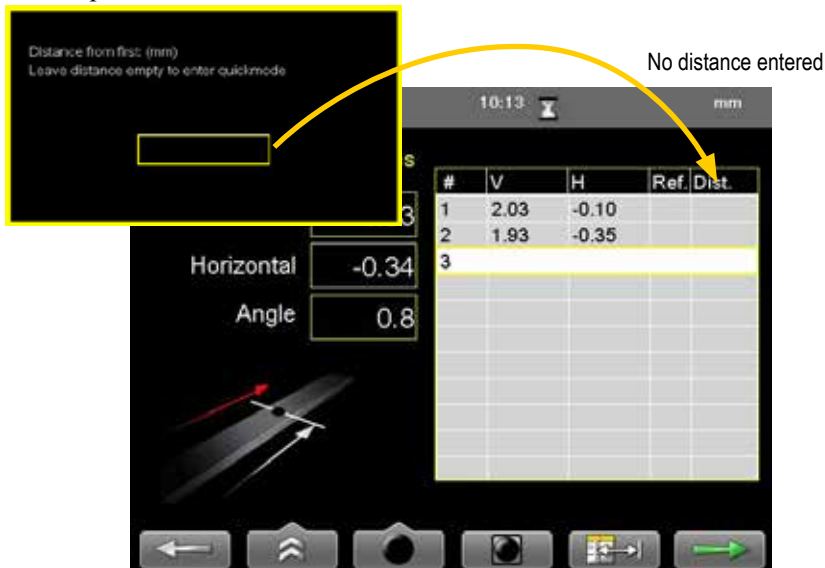 Distance from first: (mm)
Leave distance empty to enter quickmode
No distance entered
10:13 mm
s
# V H Ref. Dist.
3
1 2.03 -0.10
2 1.93 -0.35
Horizontal -0.34
3
Angle 0.8